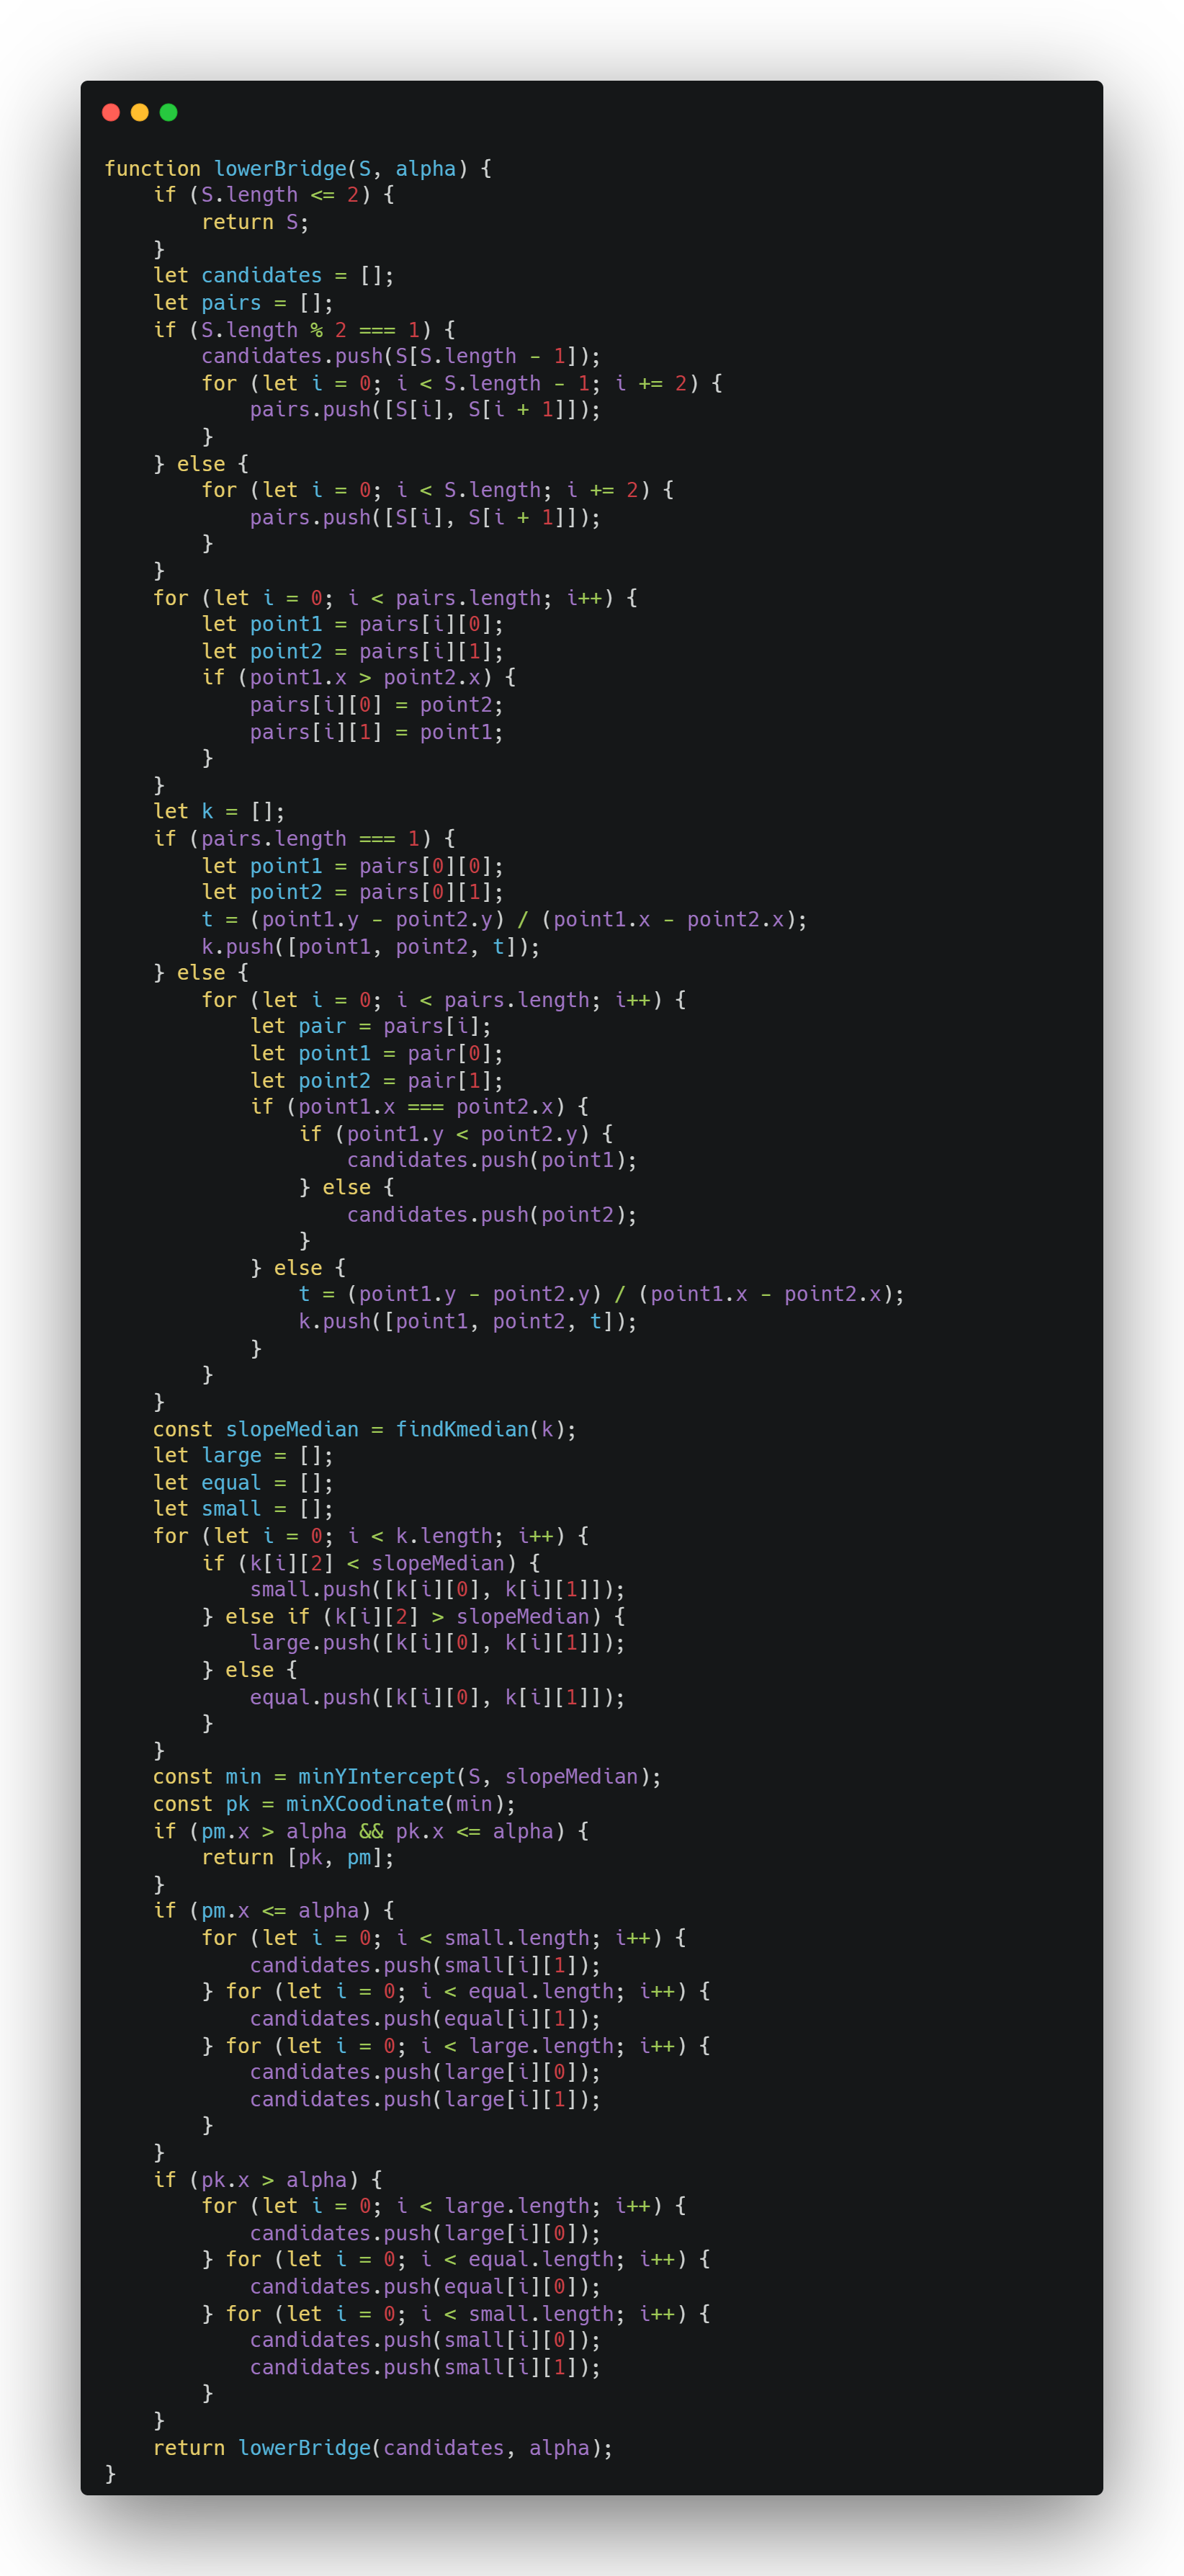 function lowerBridge(S, alpha) {
    if (S.length <= 2) {
        return S;
    }
    let candidates = [];
    let pairs = [];
    if (S.length % 2 === 1) {
        candidates.push(S[S.length - 1]);
        for (let i = 0; i < S.length - 1; i += 2) {
            pairs.push([S[i], S[i + 1]]);
        }
    } else {
        for (let i = 0; i < S.length; i += 2) {
            pairs.push([S[i], S[i + 1]]);
        }
    }
    for (let i = 0; i < pairs.length; i++) {
        let point1 = pairs[i][0];
        let point2 = pairs[i][1];
        if (point1.x > point2.x) {
            pairs[i][0] = point2;
            pairs[i][1] = point1;
        }
    }
    let k = [];
    if (pairs.length === 1) {
        let point1 = pairs[0][0];
        let point2 = pairs[0][1];
        t = (point1.y - point2.y) / (point1.x - point2.x);
        k.push([point1, point2, t]);
    } else {
        for (let i = 0; i < pairs.length; i++) {
            let pair = pairs[i];
            let point1 = pair[0];
            let point2 = pair[1];
            if (point1.x === point2.x) {
                if (point1.y < point2.y) {
                    candidates.push(point1);
                } else {
                    candidates.push(point2);
                }
            } else {
                t = (point1.y - point2.y) / (point1.x - point2.x);
                k.push([point1, point2, t]);
            }
        }
    }
    const slopeMedian = findKmedian(k);
    let large = [];
    let equal = [];
    let small = [];
    for (let i = 0; i < k.length; i++) {
        if (k[i][2] < slopeMedian) {
            small.push([k[i][0], k[i][1]]);
        } else if (k[i][2] > slopeMedian) {
            large.push([k[i][0], k[i][1]]);
        } else {
            equal.push([k[i][0], k[i][1]]);
        }
    }
    const min = minYIntercept(S, slopeMedian);
    const pk = minXCoodinate(min);
    if (pm.x > alpha && pk.x <= alpha) {
        return [pk, pm];
    }
    if (pm.x <= alpha) {
        for (let i = 0; i < small.length; i++) {
            candidates.push(small[i][1]);
        } for (let i = 0; i < equal.length; i++) {
            candidates.push(equal[i][1]);
        } for (let i = 0; i < large.length; i++) {
            candidates.push(large[i][0]);
            candidates.push(large[i][1]);
        }
    }
    if (pk.x > alpha) {
        for (let i = 0; i < large.length; i++) {
            candidates.push(large[i][0]);
        } for (let i = 0; i < equal.length; i++) {
            candidates.push(equal[i][0]);
        } for (let i = 0; i < small.length; i++) {
            candidates.push(small[i][0]);
            candidates.push(small[i][1]);
        }
    }
    return lowerBridge(candidates, alpha);
}